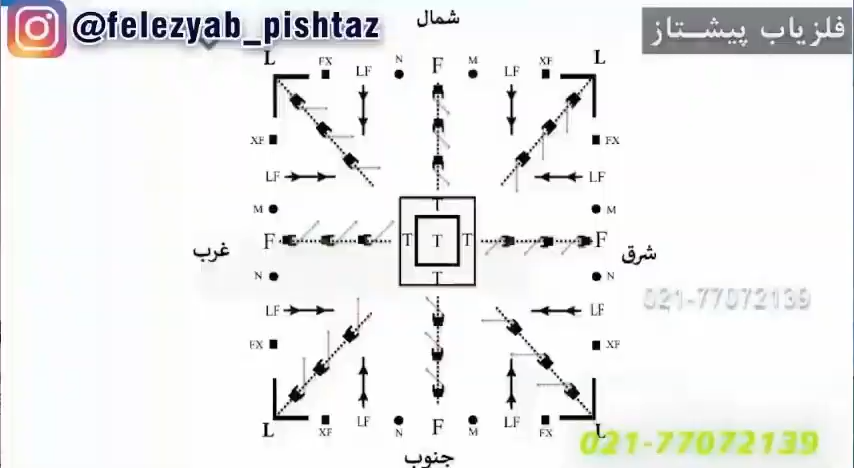 @felezyab_pishtaz
شمال
فلزیاب پیشتاز
L FX LF N F M LF XF L
XF FX
LF LF
M T M
غرب F T T T F شرق
N T N
021-77072139
LF LF
FX XF
L XF LF N F M LF FX L
021-77072139
جنوب